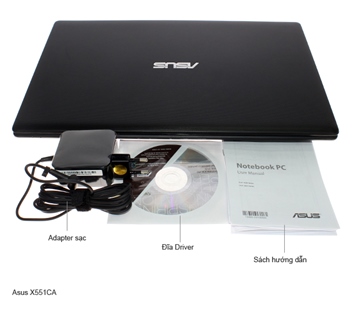 ASUS
Notebook PC
User Manual
ASUS
Adapter sạc
Đĩa Driver
Sách hướng dẫn
Asus X551CA